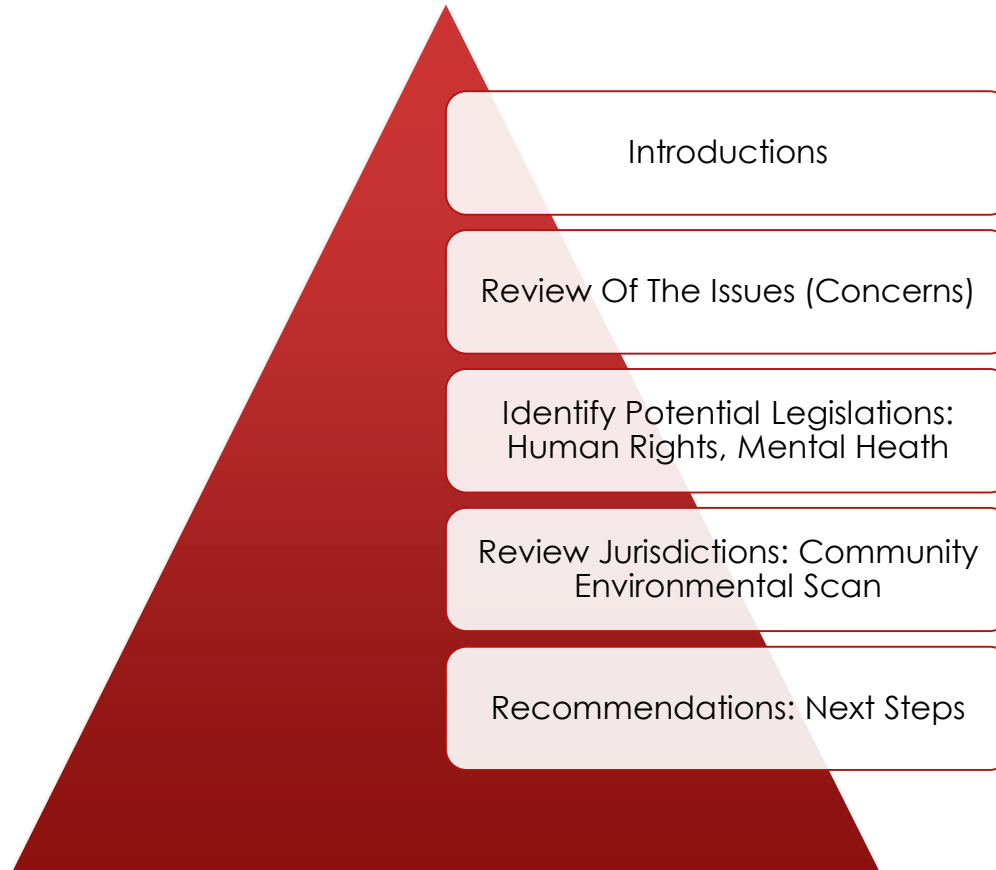 Introductions
Review Of The Issues (Concerns)
Identify Potential Legislations:
Human Rights, Mental Heath
Review Jurisdictions: Community
Environmental Scan
Recommendations: Next Steps